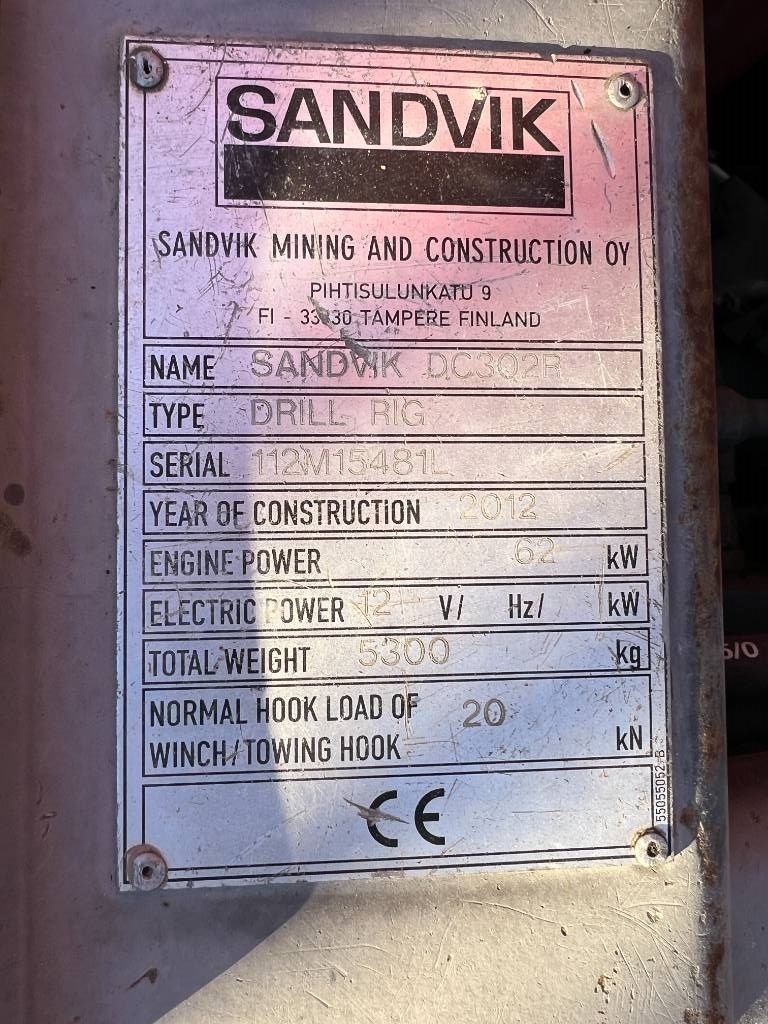 SANDVIK
SANDVIK MINING AND CONSTRUCTION OY
PIHTISULUNKATU 9
FI - 33330 TAMPERE FINLAND
NAME SANDVIK DC302R
TYPE DRILL RIG
SERIAL 112M15481L
YEAR OF CONSTRUCTION 2012
ENGINE POWER 62 kW
ELECTRIC POWER 12 - V/ Hz/ kW
TOTAL WEIGHT 5300 kg
NORMAL HOOK LOAD OF 20
WINCH/TOWING HOOK kN
55055052 B
CE